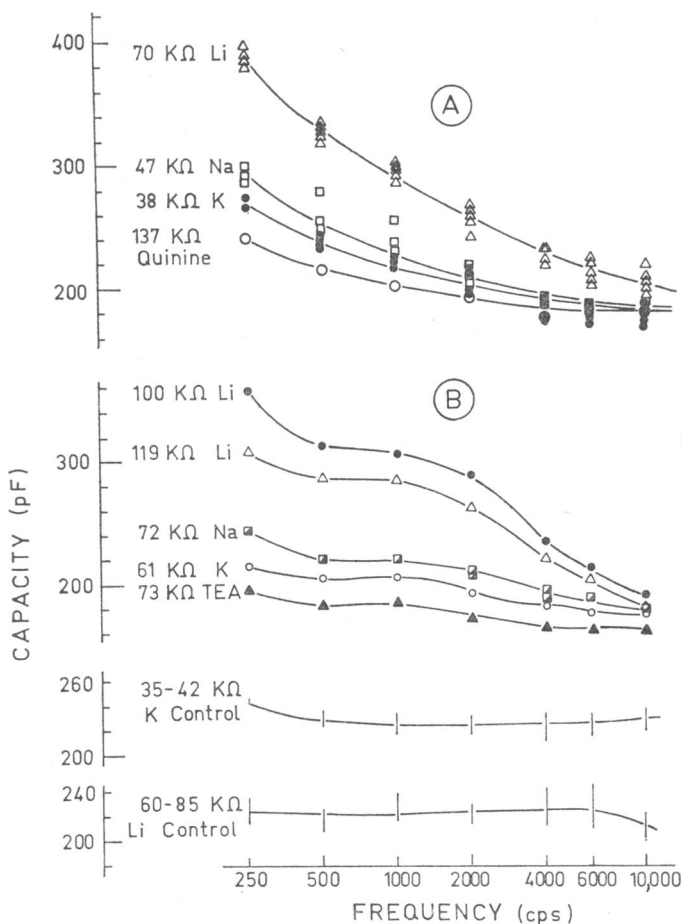 400
70 KΩ Li
A
300
47 KΩ Na
38 KΩ K
137 KΩ
Quinine
200
100 KΩ Li
B
119 KΩ Li
300
72 KΩ Na
61 KΩ K
200
73 KΩ TEA
CAPACITY (pF)
260
35-42 KΩ
K Control
200
240
60-85 KΩ
Li Control
220
250 500 1000 2000 4000 6000 10,000
FREQUENCY (cps)